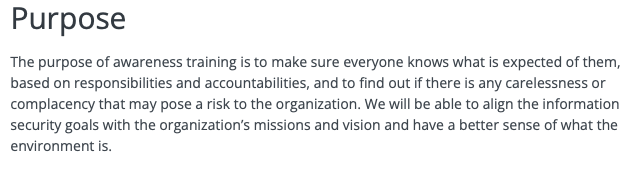 Purpose
The purpose of awareness training is to make sure everyone knows what is expected of them,
based on responsibilities and accountabilities, and to find out if there is any carelessness or
complacency that may pose a risk to the organization. We will be able to align the information
security goals with the organization’s missions and vision and have a better sense of what the
environment is.